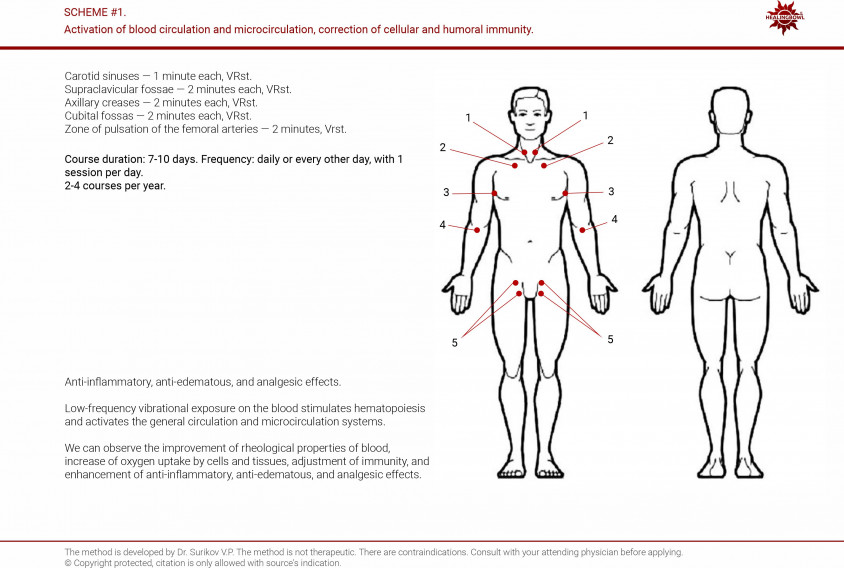 SCHEME #1.
HEALINGBOWL
Activation of blood circulation and microcirculation, correction of cellular and humoral immunity.
Carotid sinuses — 1 minute each, VRst.
Supraclavicular fossae — 2 minutes each, VRst.
Axillary creases — 2 minutes each, VRst.
Cubital fossas — 2 minutes each, VRst.
Zone of pulsation of the femoral arteries — 2 minutes, Vrst.
Course duration: 7-10 days. Frequency: daily or every other day, with 1
session per day.
2-4 courses per year.
1
1
2
2
3
3
4
4
5
5
Anti-inflammatory, anti-edematous, and analgesic effects.
Low-frequency vibrational exposure on the blood stimulates hematopoiesis
and activates the general circulation and microcirculation systems.
We can observe the improvement of rheological properties of blood,
increase of oxygen uptake by cells and tissues, adjustment of immunity, and
enhancement of anti-inflammatory, anti-edematous, and analgesic effects.
The method is developed by Dr. Surikov V.P. The method is not therapeutic. There are contraindications. Consult with your attending physician before applying.
© Copyright protected, citation is only allowed with source's indication.